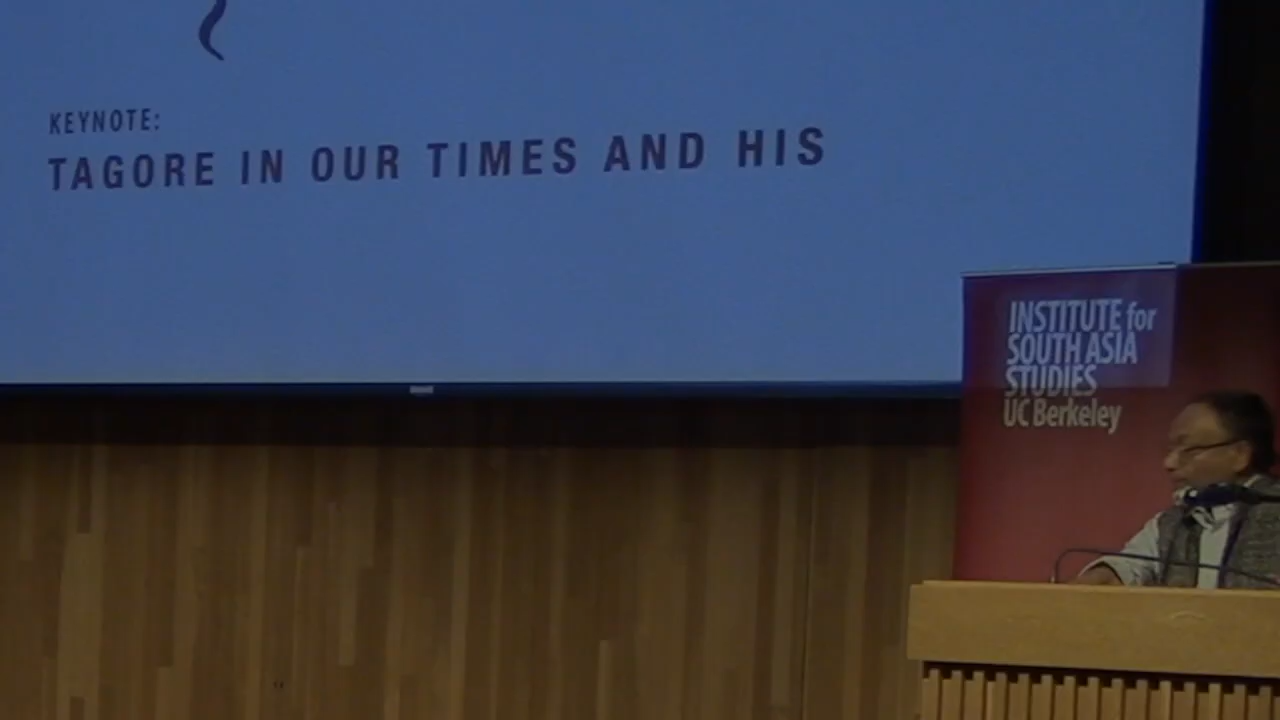 KEYNOTE:
TAGORE IN OUR TIMES AND HIS
INSTITUTE for
SOUTH ASIA
STUDIES
UC Berkeley